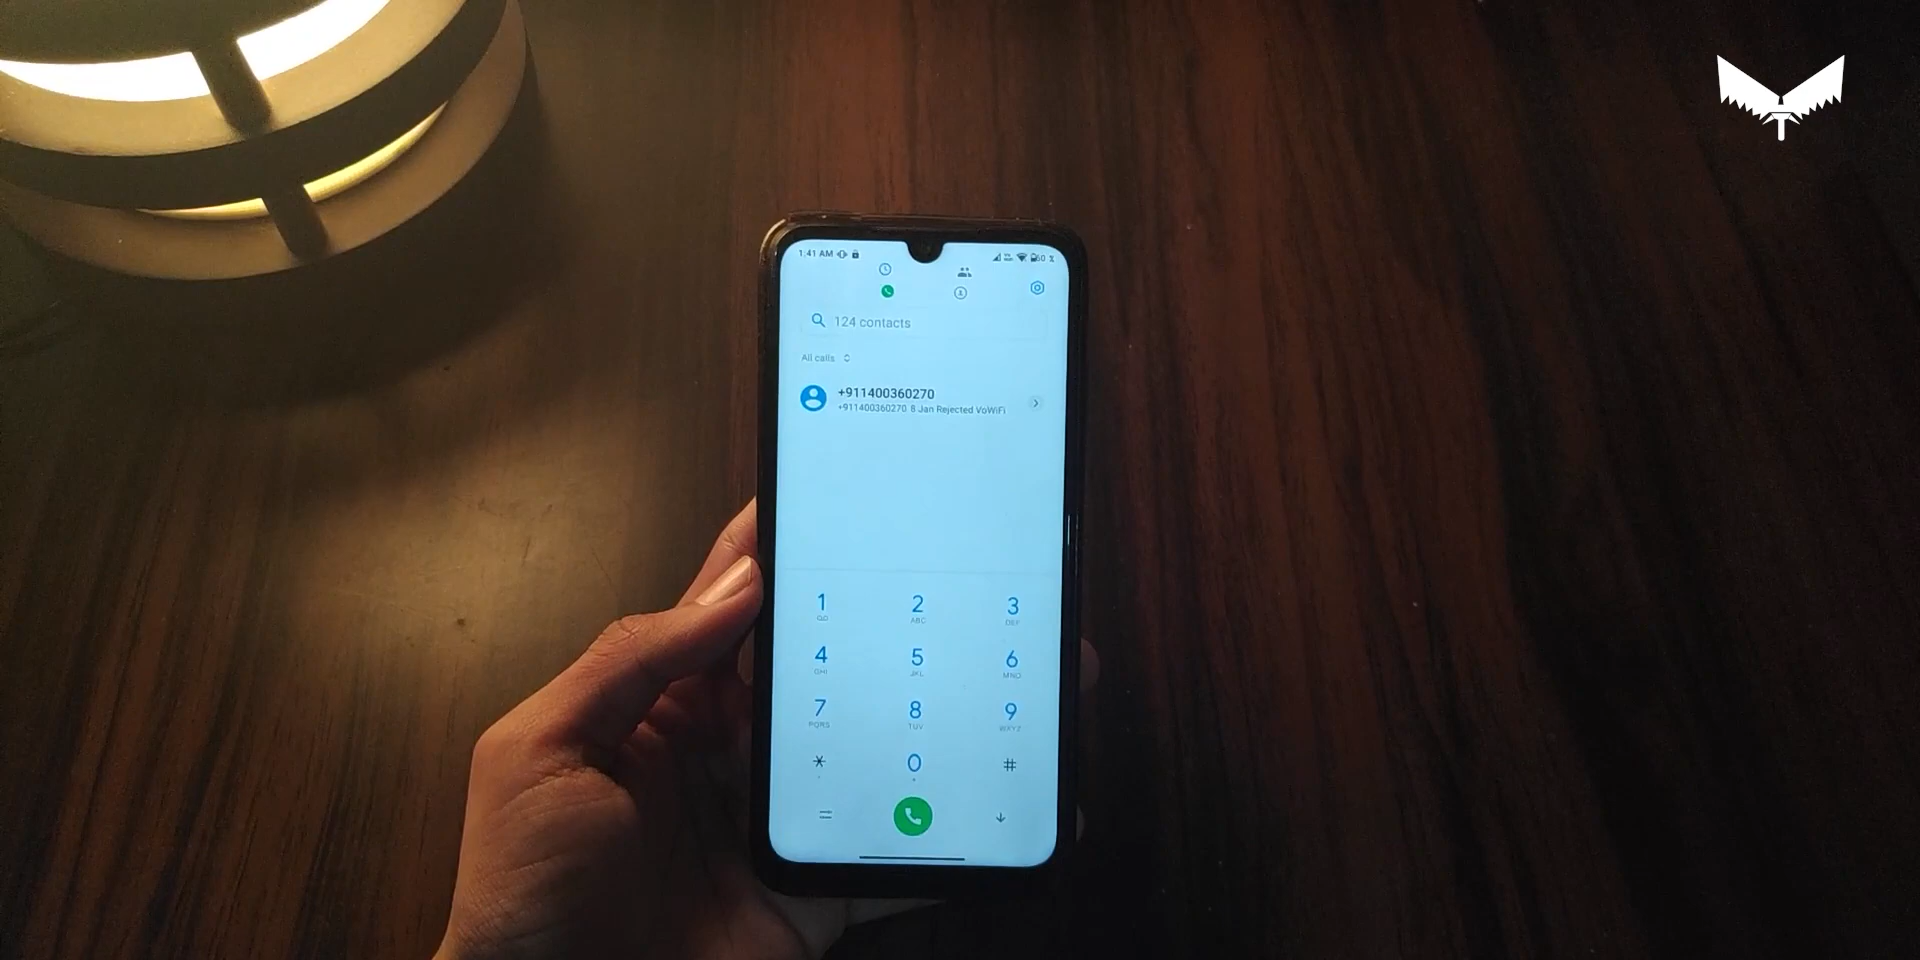 1:41 AM
60
124 contacts
All calls
+911400360270
+911400360270 8 Jan Rejected VoWiFi
1 2 3
ABC DEF
4 5 6
GHI JKL MNO
7 8 9
PQRS TUV WXYZ
* 0 #
+